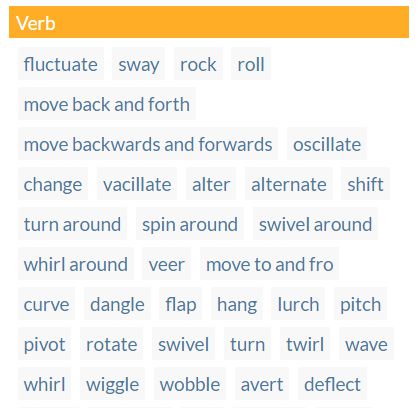 Verb
fluctuate sway rock roll
move back and forth
move backwards and forwards oscillate
change vacillate alter alternate shift
turn around spin around swivel around
whirl around veer move to and fro
curve dangle flap hang lurch pitch
pivot rotate swivel turn twirl wave
whirl wiggle wobble avert deflect